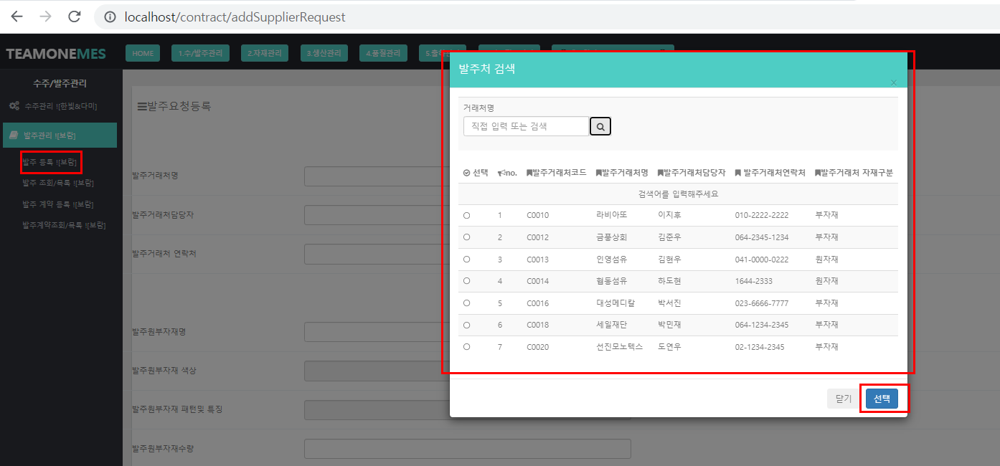 localhost/contract/addSupplierRequest
TEAMONEMES
HOME
1.수/발주관리
2.자재관리
3.생산관리
4.품질관리
수주/발주관리
수주관리 ![한빛&다미]
발주관리 ![보람]
발주 등록 ![보람]
발주 조회/목록 ![보람]
발주 계약 등록 ![보람]
발주계약조회/목록 ![보람]
발주요청등록
발주거래처명
발주거래처담당자
발주거래처 연락처
발주원부자재명
발주원부자재 색상
발주원부자재 패턴및 특징
발주원부자재수량
발주처 검색
×
거래처명
직접 입력 또는 검색
선택 no. 발주거래처코드 발주거래처명 발주거래처담당자 발주거래처연락처 발주거래처 자재구분
검색어를 입력해주세요
1 C0010 라비아또 이지후 010-2222-2222 부자재
2 C0012 금풍상회 김준우 064-2345-1234 부자재
3 C0013 인영섬유 김현우 041-0000-0222 원자재
4 C0014 협동섬유 하도현 1644-2333 원자재
5 C0016 대성메디칼 박서진 023-6666-7777 부자재
6 C0018 세일재단 박민재 064-1234-2345 부자재
7 C0020 선진모노텍스 도연우 02-1234-2345 부자재
닫기
선택